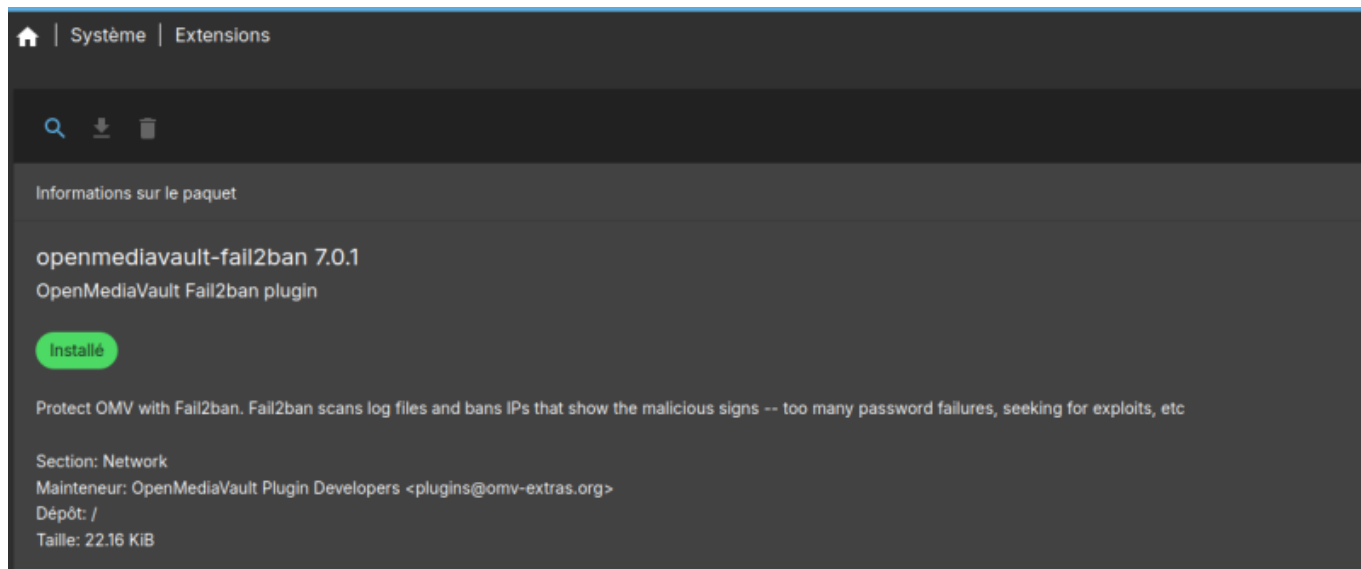 | Système | Extensions
Informations sur le paquet
openmediavault-fail2ban 7.0.1
OpenMediaVault Fail2ban plugin
Installé
Protect OMV with Fail2ban. Fail2ban scans log files and bans IPs that show the malicious signs -- too many password failures, seeking for exploits, etc
Section: Network
Mainteneur: OpenMediaVault Plugin Developers <plugins@omv-extras.org>
Dépôt: /
Taille: 22.16 KiB